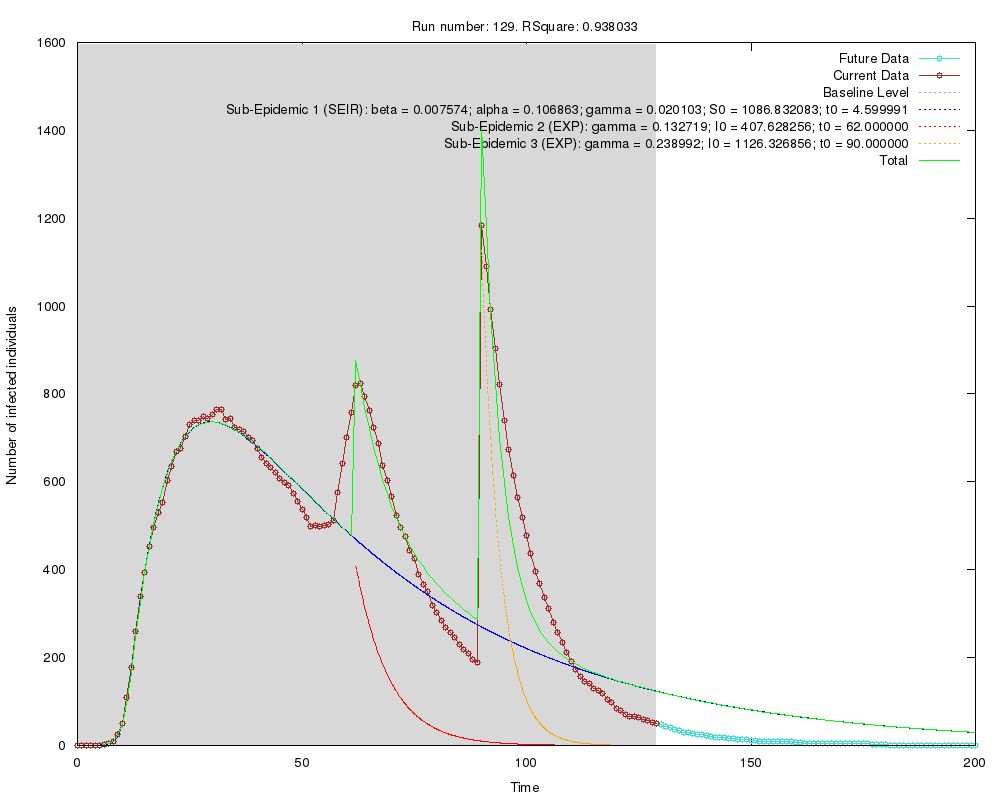 Run number: 129. RSquare: 0.938033
1600
1400
1200
1000
800
600
400
200
0
Number of infected individuals
Future Data
Current Data
Baseline Level
Sub-Epidemic 1 (SEIR): beta = 0.007574; alpha = 0.106863; gamma = 0.020103; S0 = 1086.832083; t0 = 4.599991
Sub-Epidemic 2 (EXP): gamma = 0.132719; I0 = 407.628256; t0 = 62.000000
Sub-Epidemic 3 (EXP): gamma = 0.238992; I0 = 1126.326856; t0 = 90.000000
Total
0
50
100
150
200
Time